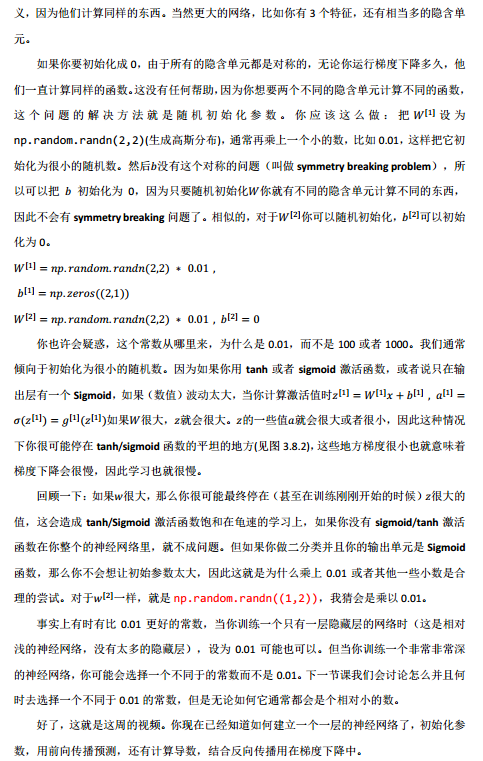 义，因为他们计算同样的东西。当然更大的网络，比如你有 3 个特征，还有相当多的隐含单
元。
如果你要初始化成 0，由于所有的隐含单元都是对称的，无论你运行梯度下降多久，他
们一直计算同样的函数。这没有任何帮助，因为你想要两个不同的隐含单元计算不同的函数，
这个问题的解决方法就是随机初始化参数。你应该这么做：把W[1]设为
np.random.randn(2,2)(生成高斯分布)，通常再乘上一个小的数，比如 0.01，这样把它初
始化为很小的随机数。然后b没有这个对称的问题（叫做 symmetry breaking problem），所
以可以把 b 初始化为 0，因为只要随机初始化W你就有不同的隐含单元计算不同的东西，
因此不会有 symmetry breaking 问题了。相似的，对于W[2]你可以随机初始化，b[2]可以初始
化为 0。
W[1] = np.random.randn(2,2) * 0.01 ,
b[1] = np.zeros((2,1))
W[2] = np.random.randn(2,2) * 0.01 , b[2] = 0
你也许会疑惑，这个常数从哪里来，为什么是 0.01，而不是 100 或者 1000。我们通常
倾向于初始化为很小的随机数。因为如果你用 tanh 或者 sigmoid 激活函数，或者说只在输
出层有一个 Sigmoid，如果（数值）波动太大，当你计算激活值时z[1] = W[1]x + b[1] , a[1] =
σ(z[1]) = g[1](z[1])如果W很大，z就会很大。z的一些值a就会很大或者很小，因此这种情况
下你很可能停在 tanh/sigmoid 函数的平坦的地方(见图 3.8.2)，这些地方梯度很小也就意味着
梯度下降会很慢，因此学习也就很慢。
回顾一下：如果w很大，那么你很可能最终停在（甚至在训练刚刚开始的时候）z很大的
值，这会造成 tanh/Sigmoid 激活函数饱和在龟速的学习上，如果你没有 sigmoid/tanh 激活
函数在你整个的神经网络里，就不成问题。但如果你做二分类并且你的输出单元是 Sigmoid
函数，那么你不会想让初始参数太大，因此这就是为什么乘上 0.01 或者其他一些小数是合
理的尝试。对于w[2]一样，就是 np.random.randn((1,2))，我猜会是乘以 0.01。
事实上有时有比 0.01 更好的常数，当你训练一个只有一层隐藏层的网络时（这是相对
浅的神经网络，没有太多的隐藏层），设为 0.01 可能也可以。但当你训练一个非常非常深
的神经网络，你可能会选择一个不同于的常数而不是 0.01。下一节课我们会讨论怎么并且何
时去选择一个不同于 0.01 的常数，但是无论如何它通常都会是个相对小的数。
好了，这就是这周的视频。你现在已经知道如何建立一个一层的神经网络了，初始化参
数，用前向传播预测，还有计算导数，结合反向传播用在梯度下降中。